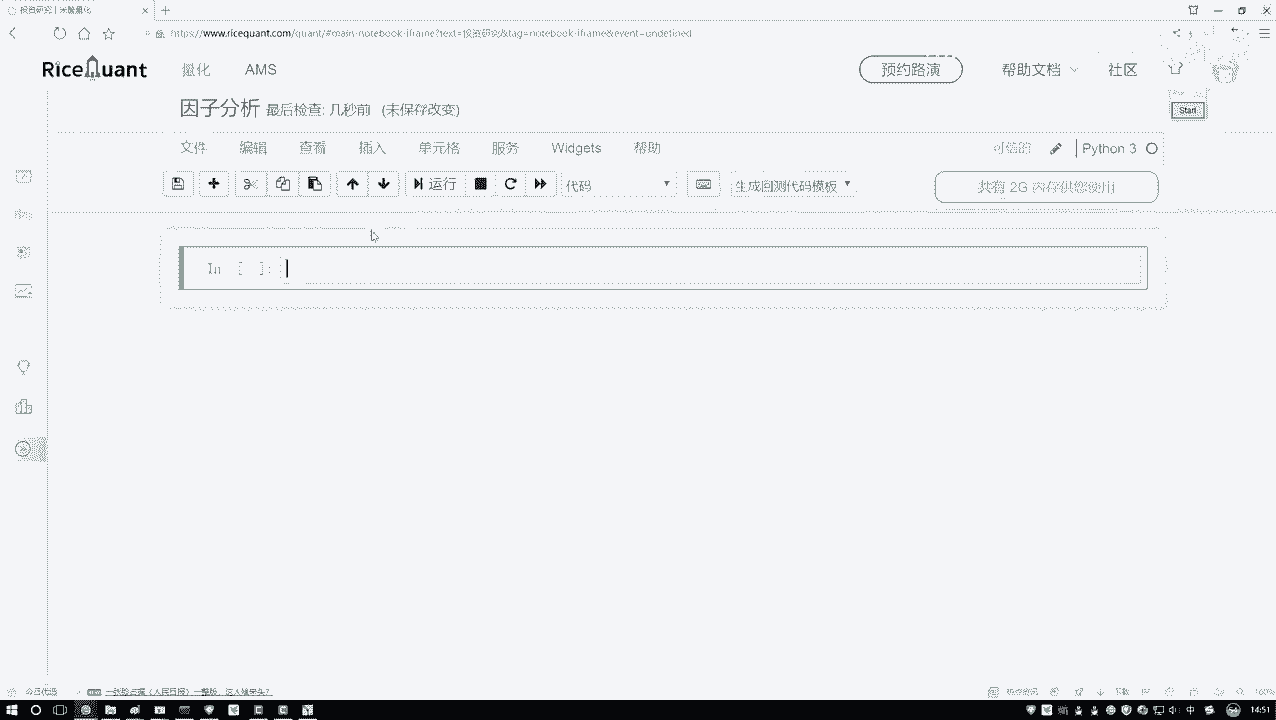 投资研究 | 米筐量化
https://www.ricequant.com/quant/#main-notebook-iframe?text=投资研究&tag=notebook-iframe&event=undefined
RiceQuant 量化 AMS 预约路演 帮助文档 社区
因子分析 最后检查: 几秒前 (未保存改变)
Start
文件 编辑 查看 插入 单元格 服务 Widgets 帮助 可信的 Python 3
运行 代码 生成回测代码模板 共有 2G 内存供您使用
In [ ]:
中 14:51